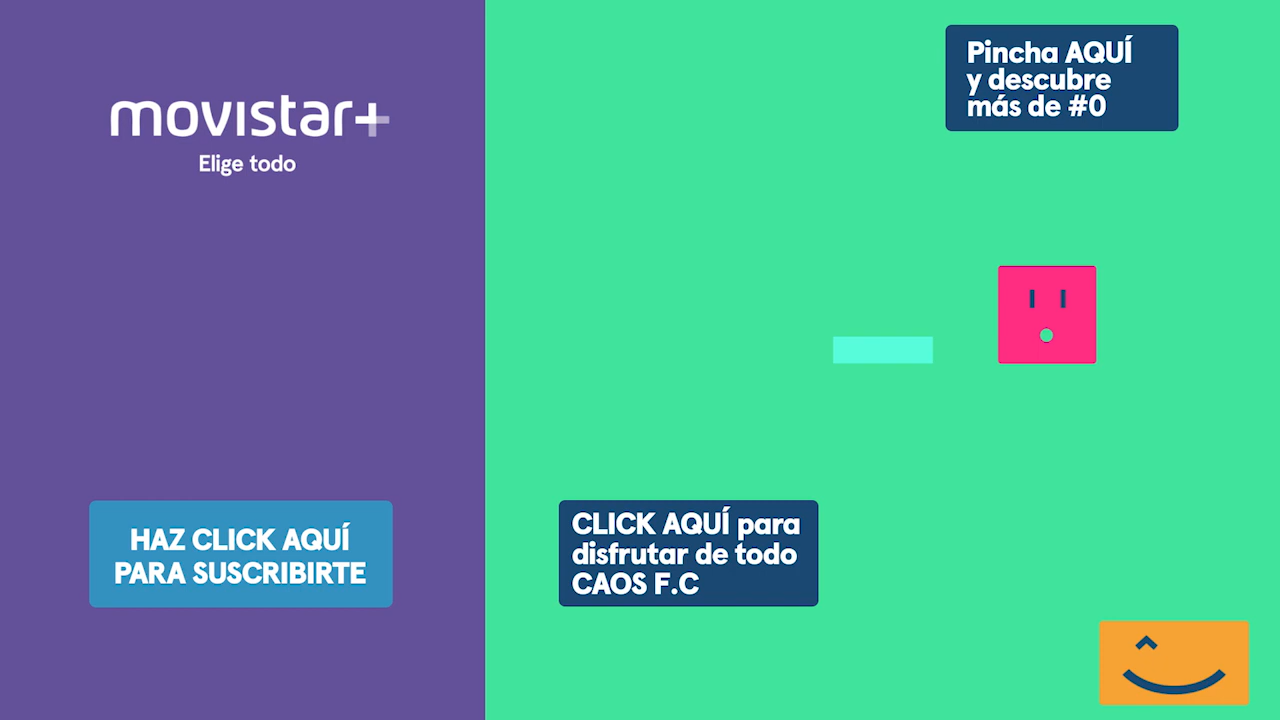 movistar+
Elige todo
HAZ CLICK AQUÍ
PARA SUSCRIBIRTE
Pincha AQUÍ
y descubre
más de #0
CLICK AQUÍ para
disfrutar de todo
CAOS F.C